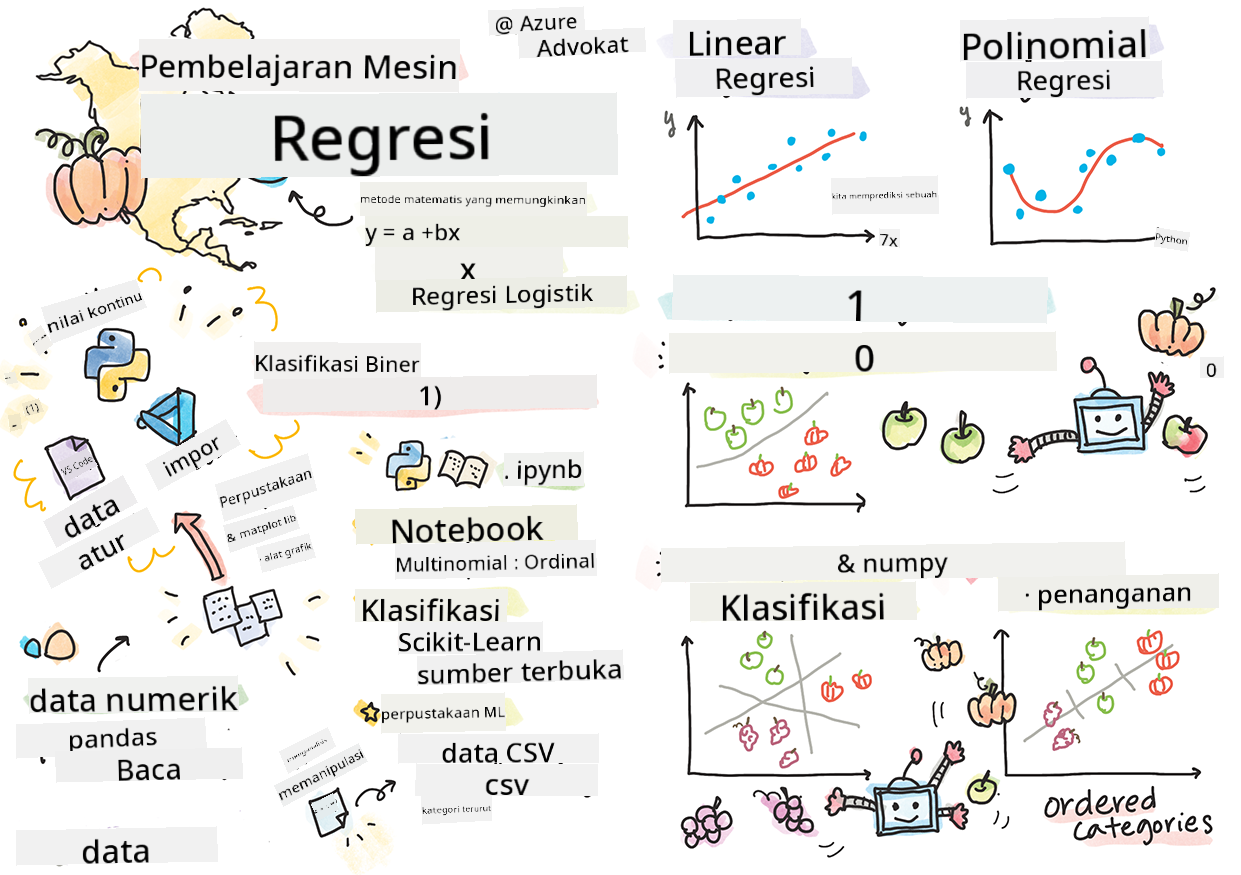 @ Azure
Advokat
Pembelajaran Mesin
Regresi
metode matematis yang memungkinkan
y = a +bx
x
Regresi Logistik
nilai kontinu
(1)
VS Code
impor
data
atur
Klasifikasi Biner
1)
. ipynb
Perpustakaan
& matplot lib
· alat grafik
Notebook
Multinomial : Ordinal
Klasifikasi
Scikit-Learn
sumber terbuka
data numerik
pandas
Baca
data
perpustakaan ML
data CSV
csv
kategori terurut
memanipulasi
Linear
Regresi
y
kita memprediksi sebuah
7x
Polinomial
Regresi
y
Python
1
0
0
& numpy
Klasifikasi
· penanganan
ordered
categories